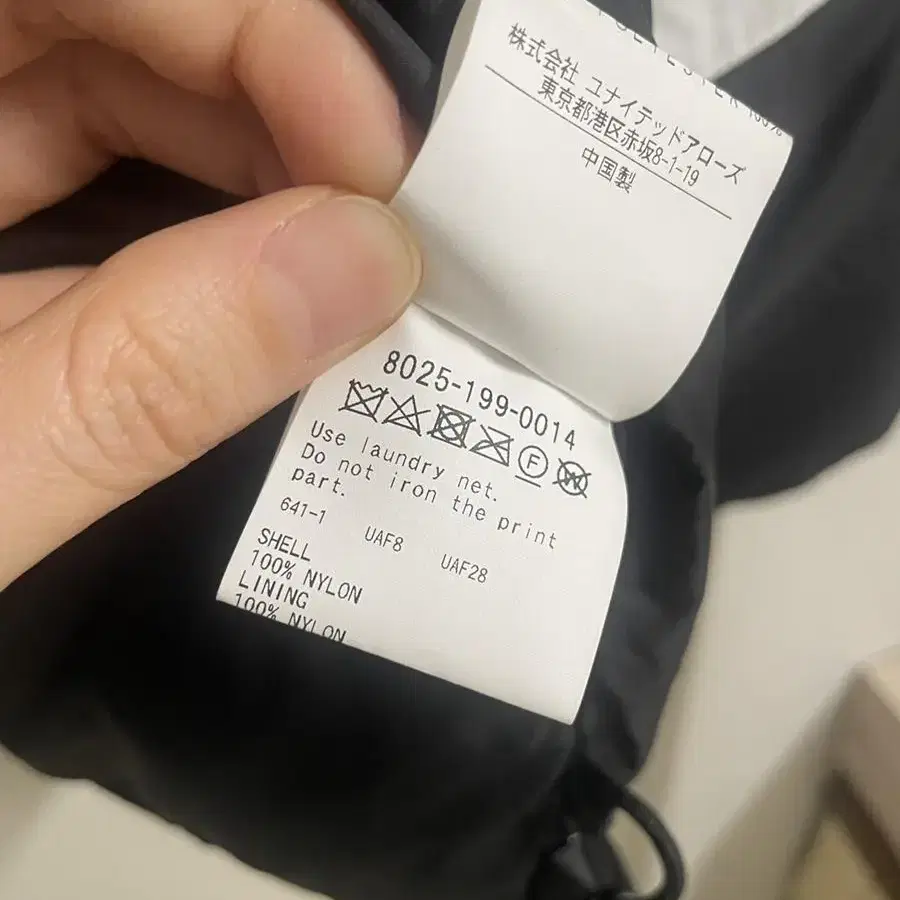 POLYESTER 100%
株式会社 ユナイテッドアローズ
東京都港区赤坂8-1-19
中国製
8025-199-0014
F W
Use laundry net.
Do not iron the print
part.
641-1 UAF8 UAF28
SHELL
100% NYLON
LINING
100% NYLON